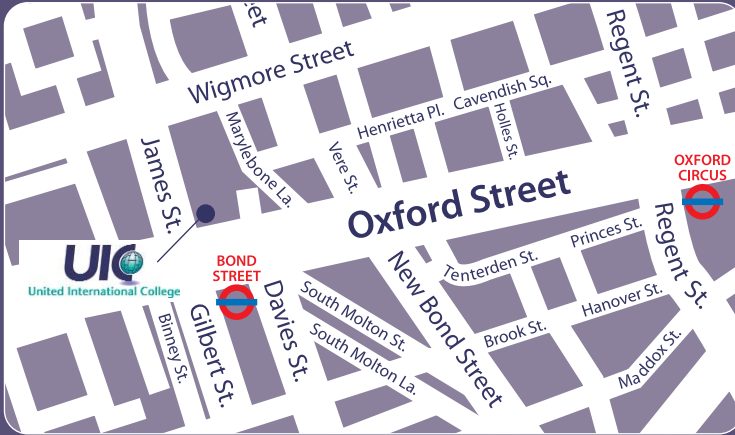 eet
Wigmore Street
Regent St.
Cavendish Sq.
Henrietta Pl.
Holles St.
Marylebone La.
Vere St.
James St.
OXFORD
CIRCUS
Oxford Street
UIC
United International College
BOND
STREET
Regent St.
Princes St.
Tenterden St.
New Bond Street
Hanover St.
South Molton St.
Davies St.
Gilbert St.
Binney St.
South Molton La.
Brook St.
Maddox St.